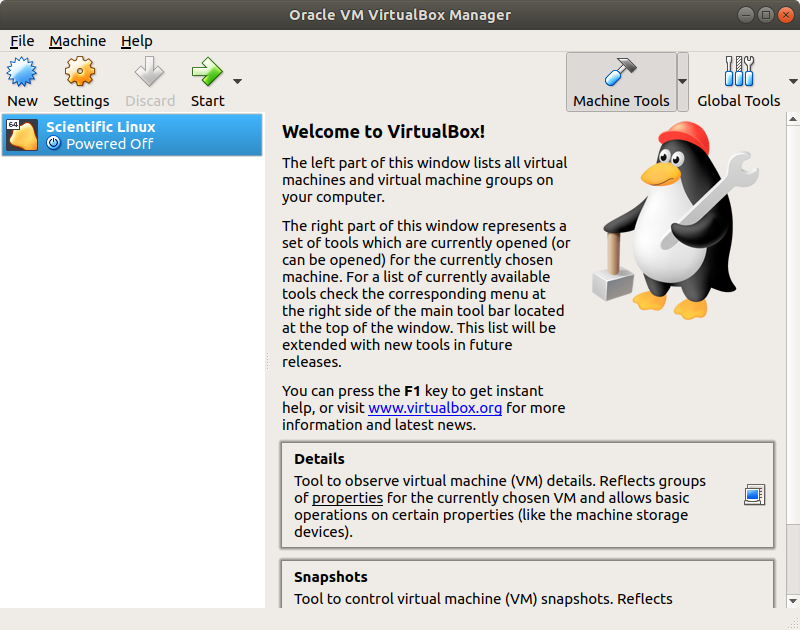 Oracle VM VirtualBox Manager
File Machine Help
New Settings Discard Start Machine Tools Global Tools
64
Scientific Linux
Powered Off
Welcome to VirtualBox!
The left part of this window lists all virtual
machines and virtual machine groups on
your computer.
The right part of this window represents a
set of tools which are currently opened (or
can be opened) for the currently chosen
machine. For a list of currently available
tools check the corresponding menu at
the right side of the main tool bar located
at the top of the window. This list will be
extended with new tools in future
releases.
You can press the F1 key to get instant
help, or visit www.virtualbox.org for more
information and latest news.
Details
Tool to observe virtual machine (VM) details. Reflects groups
of properties for the currently chosen VM and allows basic
operations on certain properties (like the machine storage
devices).
Snapshots
Tool to control virtual machine (VM) snapshots. Reflects